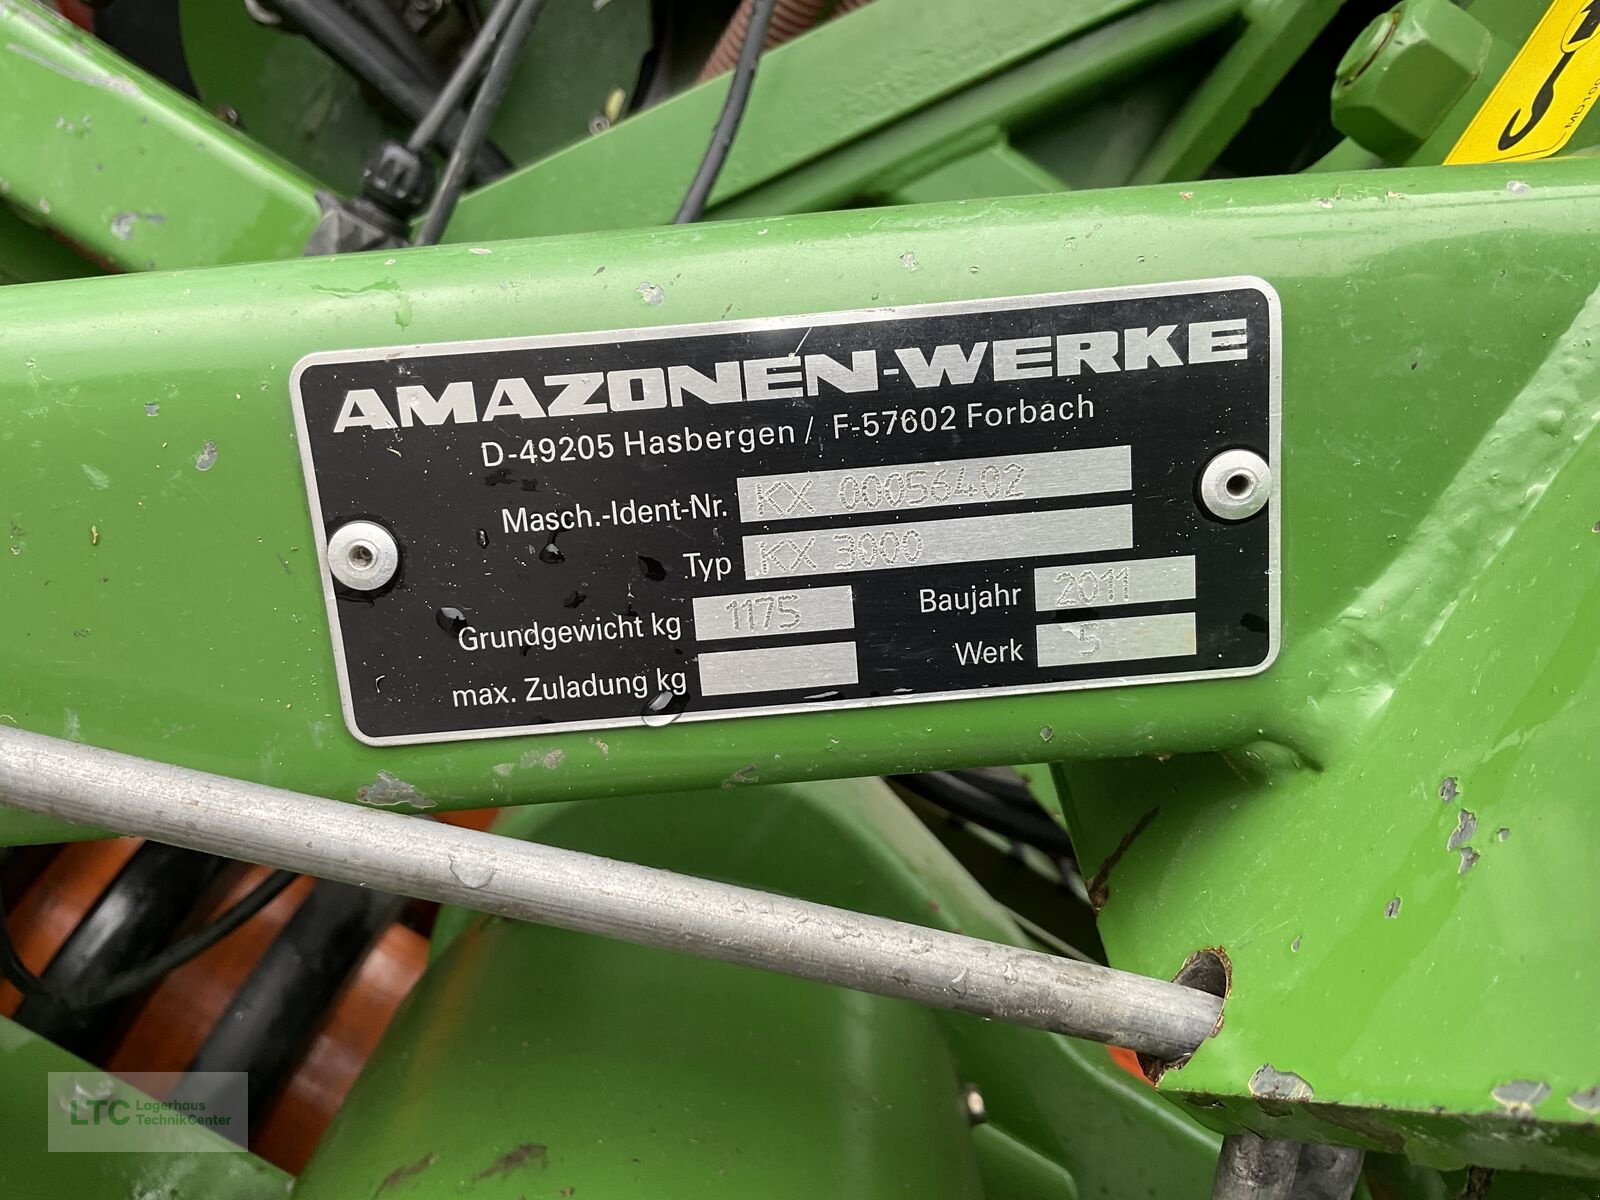 MD100
AMAZONEN-WERKE
D-49205 Hasbergen / F-57602 Forbach
Masch.-Ident-Nr. KX 00056402
Typ KX 3000
Grundgewicht kg 1175 Baujahr 2011
max. Zuladung kg Werk 5
LTC Lagerhaus
TechnikCenter